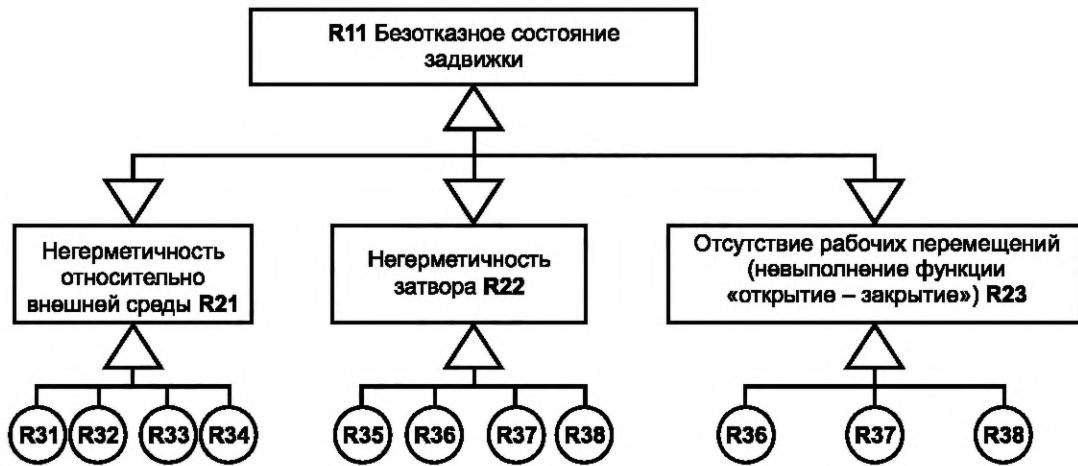 R11 Безотказное состояние
задвижки
Негерметичность
относительно
внешней среды R21
Негерметичность
затвора R22
Отсутствие рабочих перемещений
(невыполнение функции
«открытие – закрытие») R23
R31 R32 R33 R34
R35 R36 R37 R38
R36 R37 R38